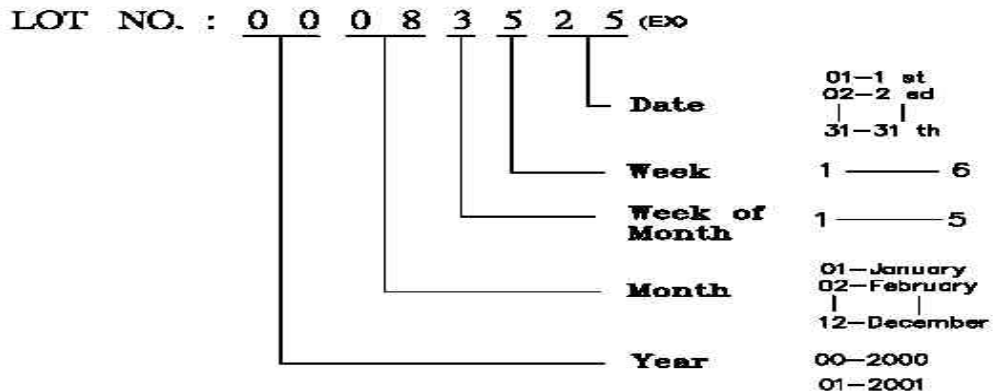 LOT NO. : 0 0 0 8 3 5 2 5 (EX)
01-1 st
Date 02-2 ed
31-31 th
Week 1 6
Week of
Month 1 5
01-January
Month 02-February
12-December
Year 00-2000
01-2001